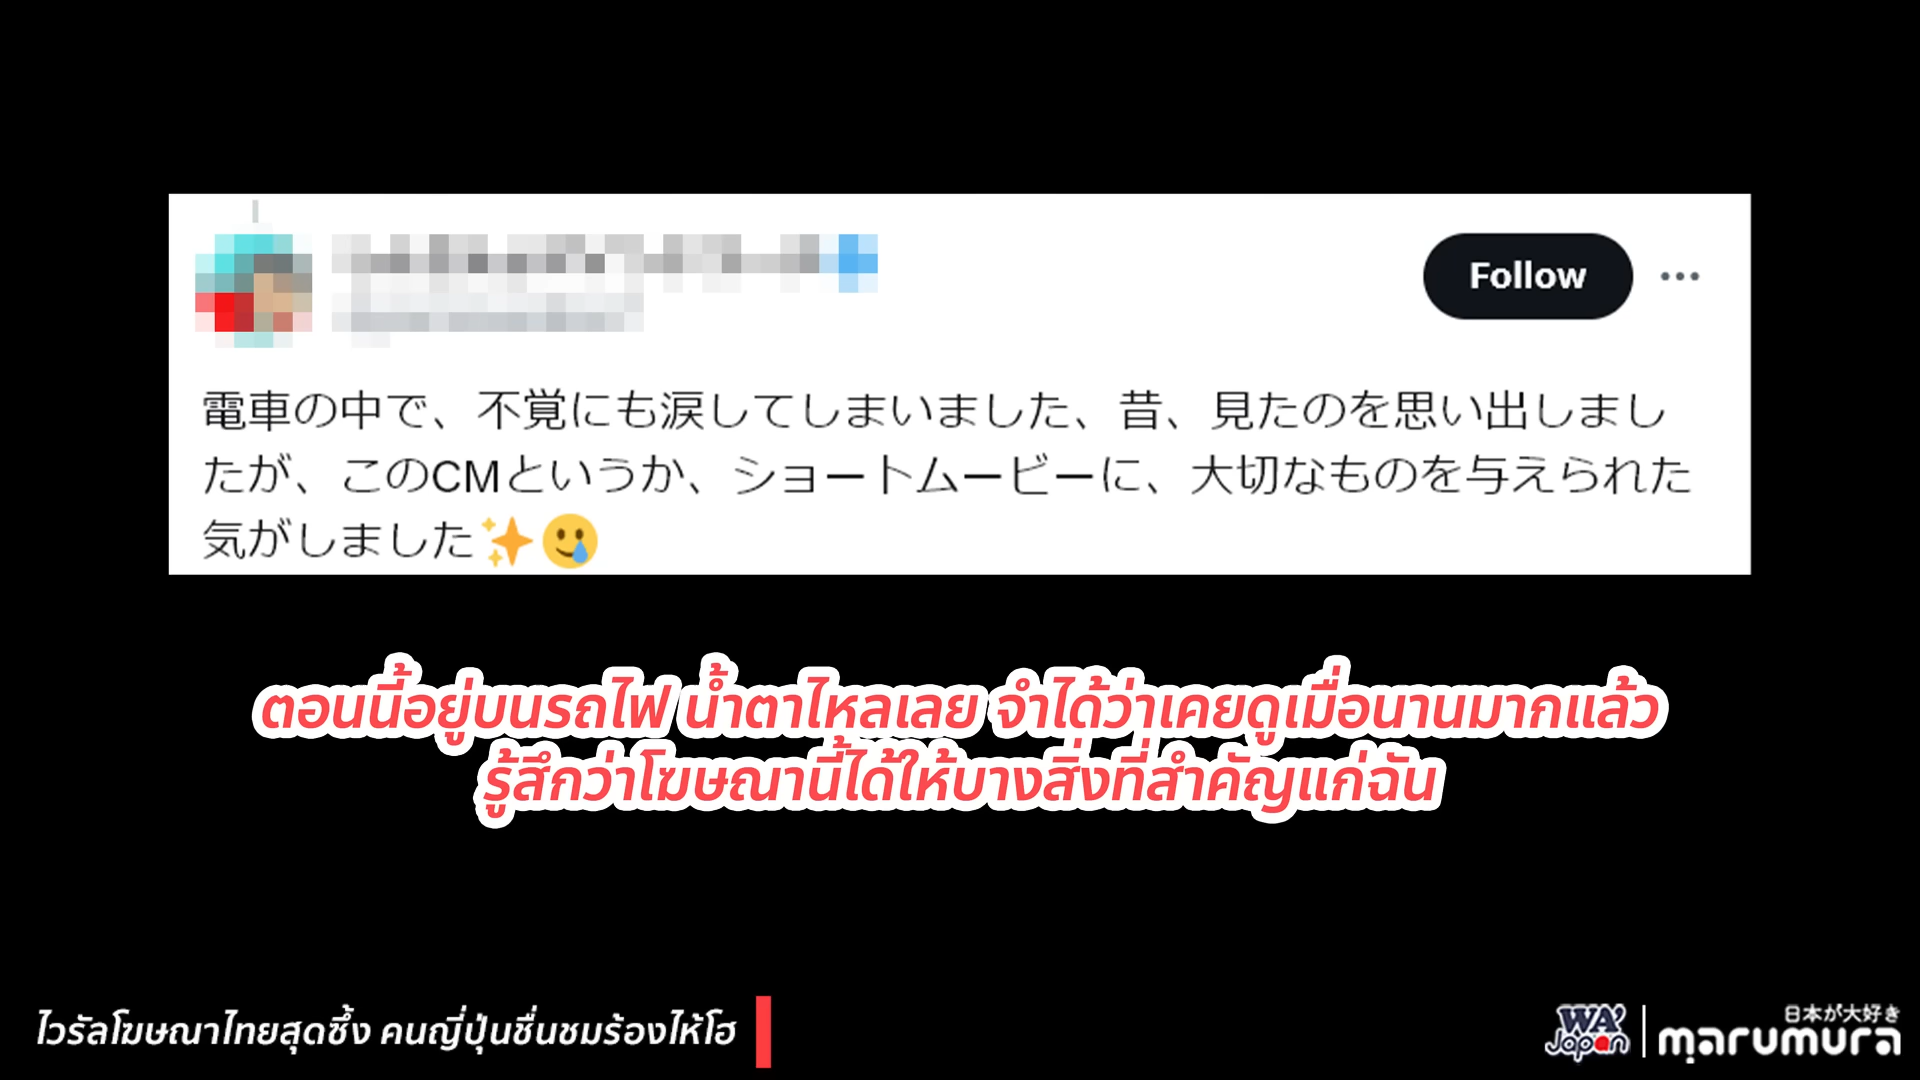 Follow
電車の中で、不覚にも涙してしまいました、昔、見たのを思い出しまし
たが、このCMというか、ショートムービーに、大切なものを与えられた
気がしました✨🥲
ตอนนี้อยู่บนรถไฟ น้ำตาไหลเลย จำได้ว่าเคยดูเมื่อนานมากแล้ว
รู้สึกว่าโฆษณานี้ได้ให้บางสิ่งที่สำคัญแก่ฉัน
ไวรัลโฆษณาไทยสุดซึ้ง คนญี่ปุ่นชื่นชมร้องไห้โฮ
WA' Japan
日本が大好き
marumura